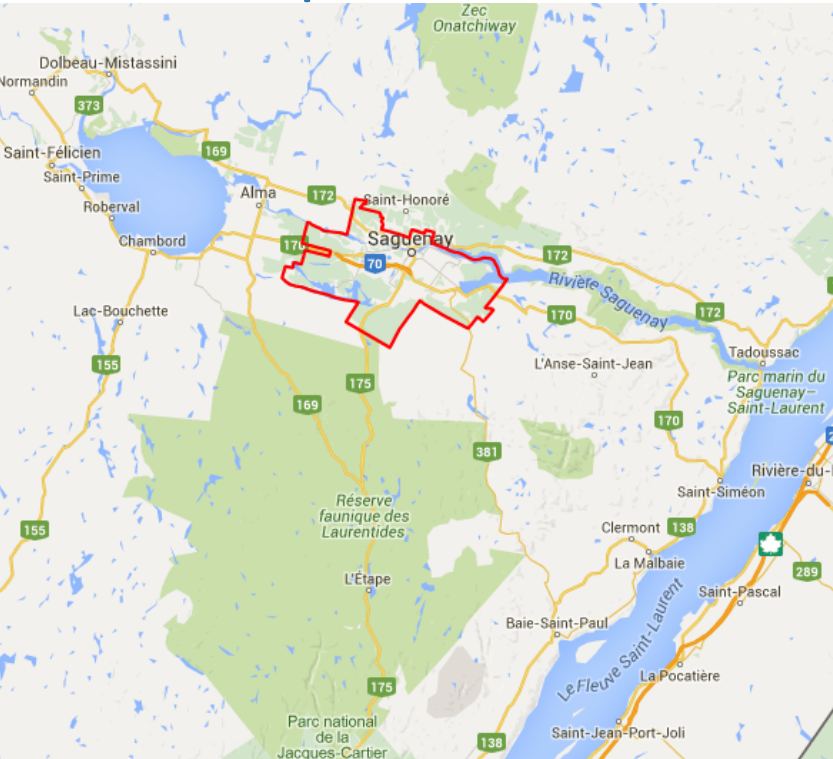 Zec
Onatchiway
Dolbeau-Mistassini
Normandin
373
Saint-Félicien
169
Saint-Prime
Alma
172
Saint-Honoré
Roberval
Chambord
170
Saguenay
70
172
Rivière Saguenay
Lac-Bouchette
170
172
155
L'Anse-Saint-Jean
Tadoussac
Parc marin du
Saguenay–
Saint-Laurent
175
169
170
381
Rivière-du-
Saint-Siméon
Réserve
faunique des
Laurentides
155
Clermont
138
La Malbaie
289
L'Étape
Saint-Pascal
Baie-Saint-Paul
Le Fleuve Saint-Laurent
La Pocatière
175
Parc national
de la
Jacques-Cartier
138
Saint-Jean-Port-Joli